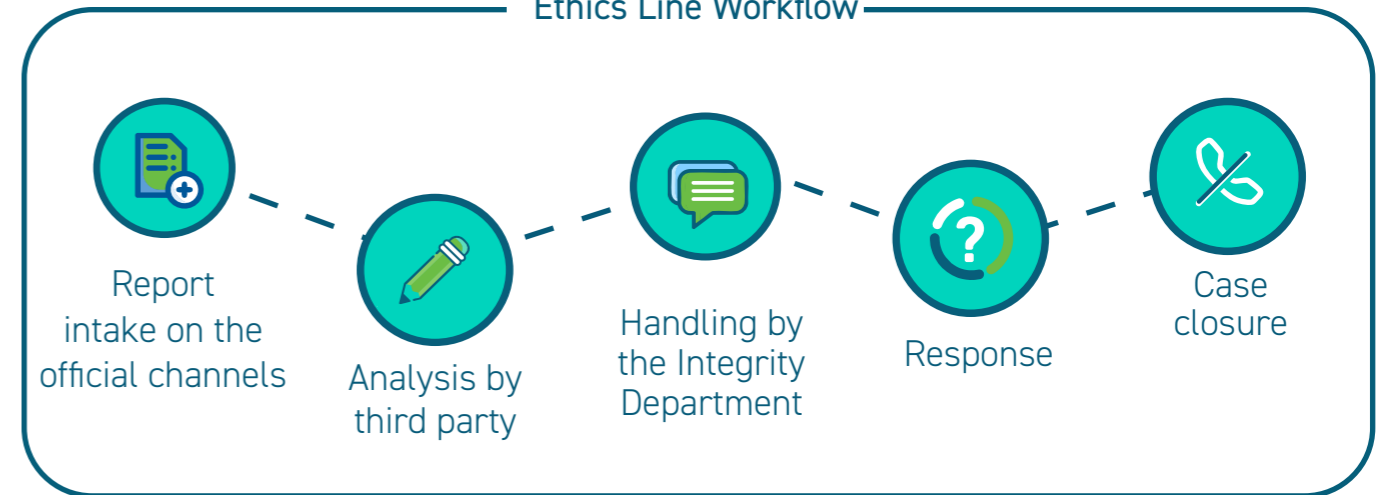 Ethics Line Workflow
Report
intake on the
official channels
Analysis by
third party
Handling by
the Integrity
Department
?
Response
Case
closure